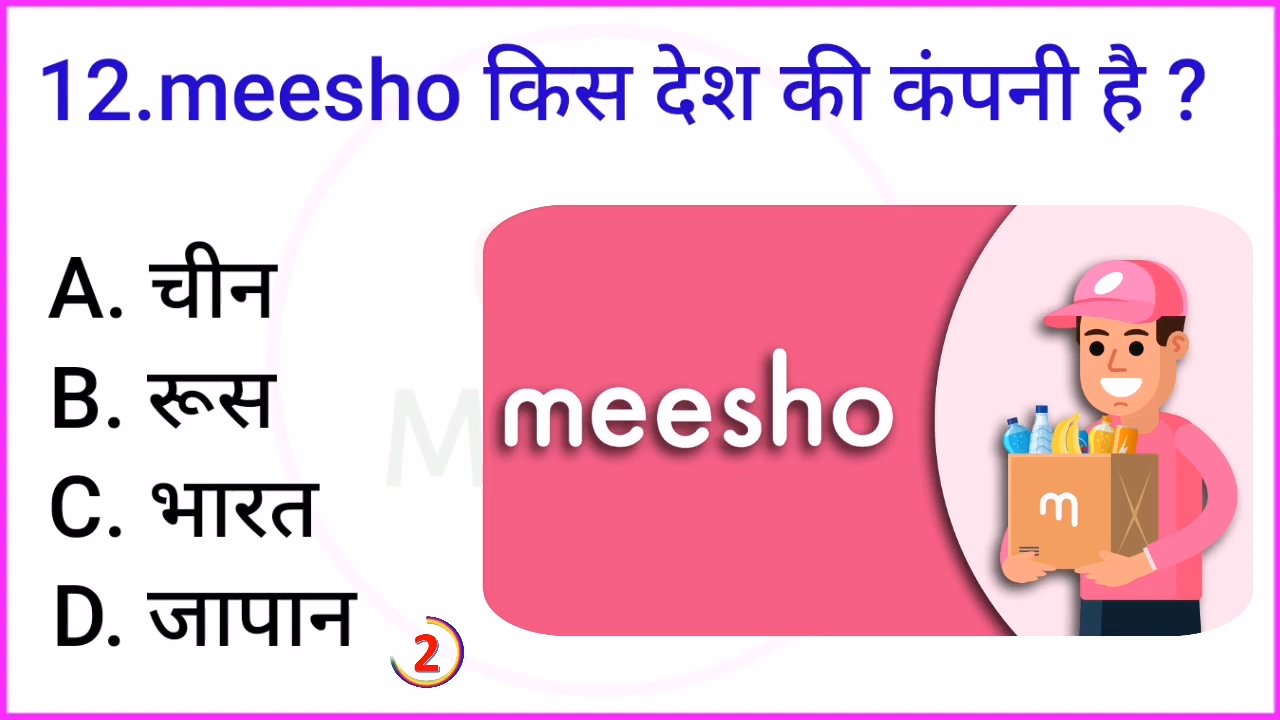 12.meesho किस देश की कंपनी है ?
A. चीन
B. रूस
C. भारत
D. जापान
meesho
m
2
M